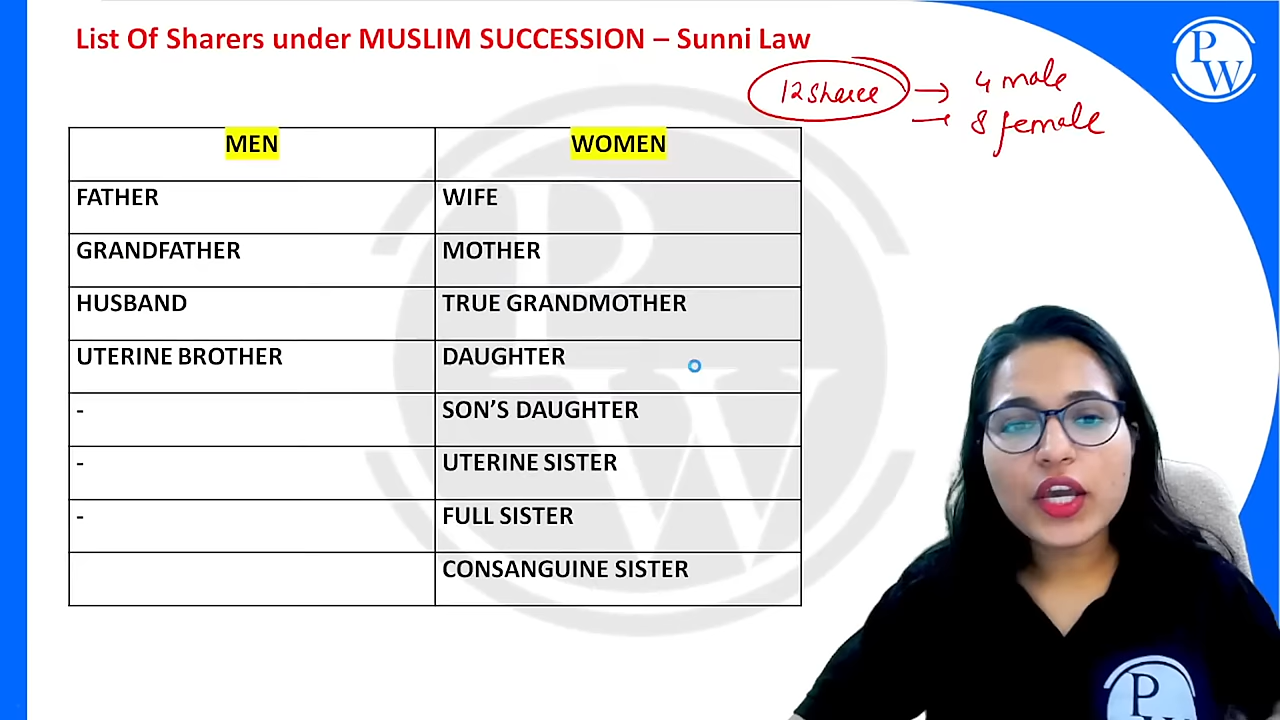 List Of Sharers under MUSLIM SUCCESSION – Sunni Law
12 sharer → 4 male
→ 8 female
MEN WOMEN
FATHER WIFE
GRANDFATHER MOTHER
HUSBAND TRUE GRANDMOTHER
UTERINE BROTHER DAUGHTER
- SON’S DAUGHTER
- UTERINE SISTER
- FULL SISTER
CONSANGUINE SISTER
P
W
P
W
P
W